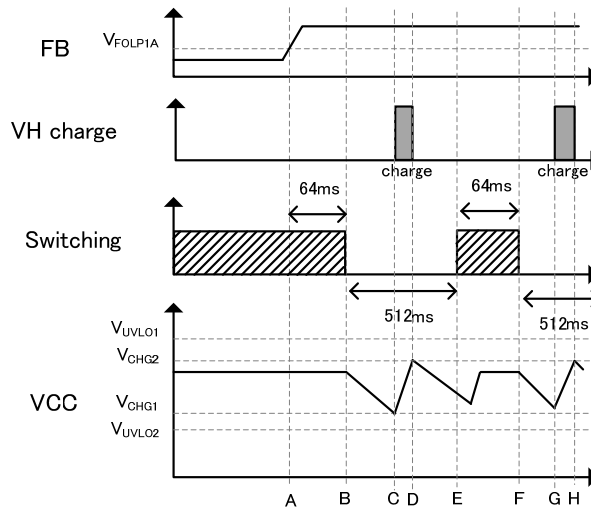 FB
VFOLP1A
VH charge
charge
charge
64ms
64ms
Switching
512ms
512ms
VCC
VUVLO1
VCHG2
VCHG1
VUVLO2
A B C D E F G H